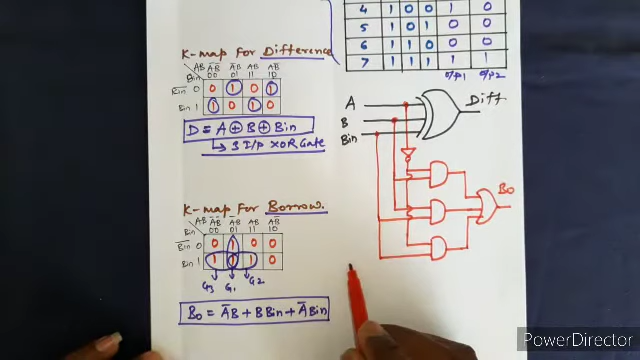 4 1 0 0 1 0
5 1 0 1 0 0
6 1 1 0 0 0
7 1 1 1 1 1
O/P1 O/P2
K-map for Difference
AB A̅B̅ A̅B AB AB̅
Bin 00 01 11 10
B̅i̅n̅ 0 0 1 0 1
Bin 1 1 0 1 0
D = A ⊕ B ⊕ Bin
↳ 3 I/P XOR Gate
A
B
Bin
Diff
Bo
K-map for Borrow.
AB A̅B̅ A̅B AB AB̅
Bin 00 01 11 10
B̅i̅n̅ 0 0 1 0 0
Bin 1 1 1 1 0
G3 G1 G2
Bo = A̅B + BBin + A̅Bin
PowerDirector